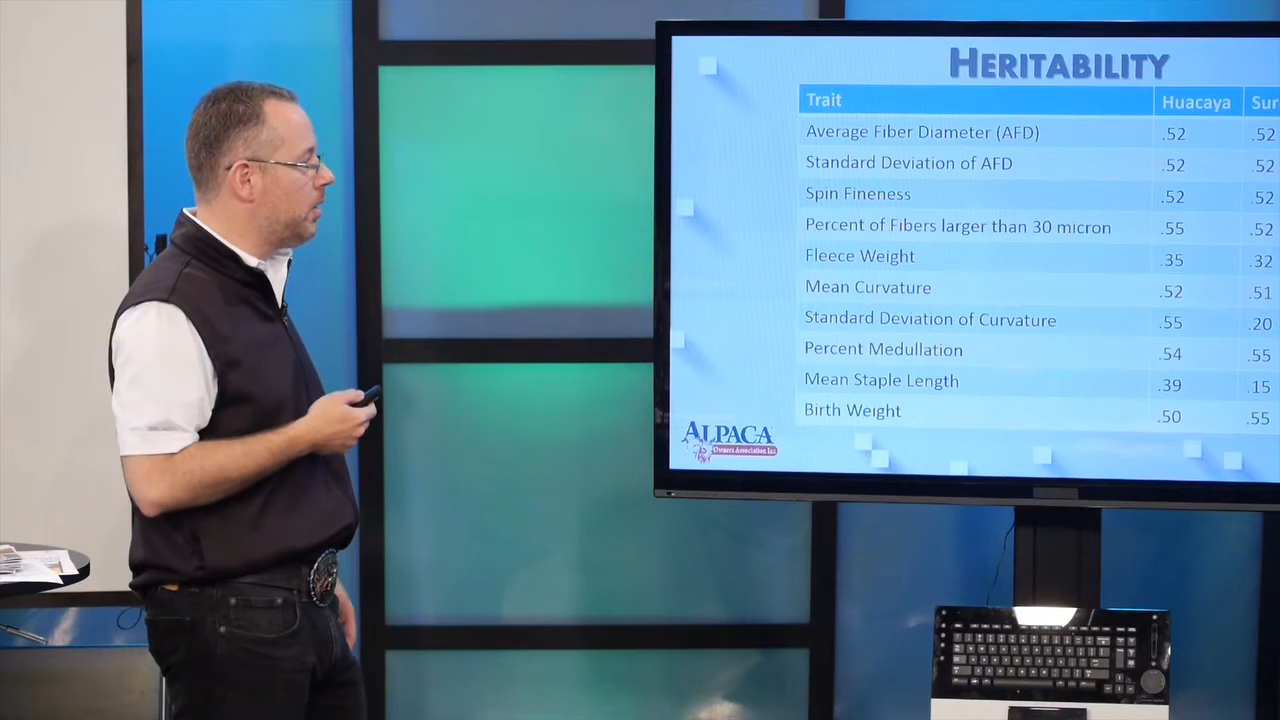 HERITABILITY
Trait Huacaya Sur
Average Fiber Diameter (AFD) .52 .52
Standard Deviation of AFD .52 .52
Spin Fineness .52 .52
Percent of Fibers larger than 30 micron .55 .52
Fleece Weight .35 .32
Mean Curvature .52 .51
Standard Deviation of Curvature .55 .20
Percent Medullation .54 .55
Mean Staple Length .39 .15
Birth Weight .50 .55
ALPACA
Owners Association Inc